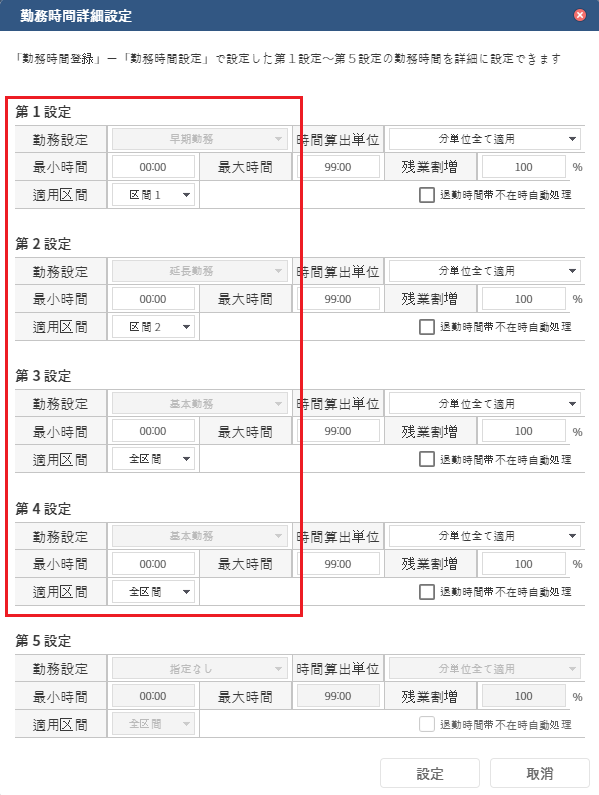 勤務時間詳細設定
「勤務時間登録」－「勤務時間設定」で設定した第１設定～第５設定の勤務時間を詳細に設定できます
第 1 設定
勤務設定 早期勤務 時間算出単位 分単位全て適用
最小時間 00:00 最大時間 99:00 残業割増 100 %
適用区間 区間 1 退勤時間帯不在時自動処理
第 2 設定
勤務設定 延長勤務 時間算出単位 分単位全て適用
最小時間 00:00 最大時間 99:00 残業割増 100 %
適用区間 区間 2 退勤時間帯不在時自動処理
第 3 設定
勤務設定 基本勤務 時間算出単位 分単位全て適用
最小時間 00:00 最大時間 99:00 残業割増 100 %
適用区間 全区間 退勤時間帯不在時自動処理
第 4 設定
勤務設定 基本勤務 時間算出単位 分単位全て適用
最小時間 00:00 最大時間 99:00 残業割増 100 %
適用区間 全区間 退勤時間帯不在時自動処理
第 5 設定
勤務設定 指定なし 時間算出単位 分単位全て適用
最小時間 00:00 最大時間 99:00 残業割増 100 %
適用区間 全区間 退勤時間帯不在時自動処理
設定 取消